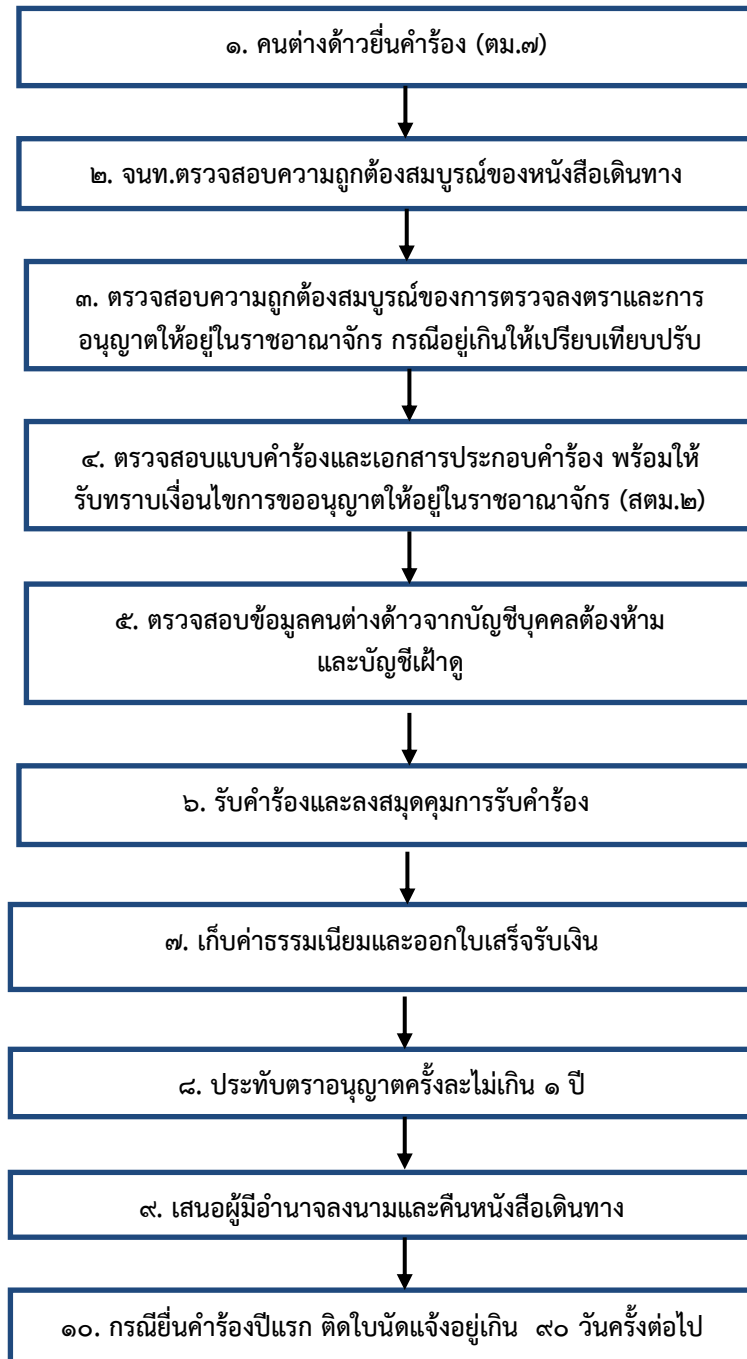 ๑. คนต่างด้าวยื่นคำร้อง (ตม.๗)
๒. จนท.ตรวจสอบความถูกต้องสมบูรณ์ของหนังสือเดินทาง
๓. ตรวจสอบความถูกต้องสมบูรณ์ของการตรวจลงตราและการ
อนุญาตให้อยู่ในราชอาณาจักร กรณีอยู่เกินให้เปรียบเทียบปรับ
๔. ตรวจสอบแบบคำร้องและเอกสารประกอบคำร้อง พร้อมให้
รับทราบเงื่อนไขการขออนุญาตให้อยู่ในราชอาณาจักร (สตม.๒)
๕. ตรวจสอบข้อมูลคนต่างด้าวจากบัญชีบุคคลต้องห้าม
และบัญชีเฝ้าดู
๖. รับคำร้องและลงสมุดคุมการรับคำร้อง
๗. เก็บค่าธรรมเนียมและออกใบเสร็จรับเงิน
๘. ประทับตราอนุญาตครั้งละไม่เกิน ๑ ปี
๙. เสนอผู้มีอำนาจลงนามและคืนหนังสือเดินทาง
๑๐. กรณียื่นคำร้องปีแรก ติดใบนัดแจ้งอยู่เกิน ๙๐ วันครั้งต่อไป